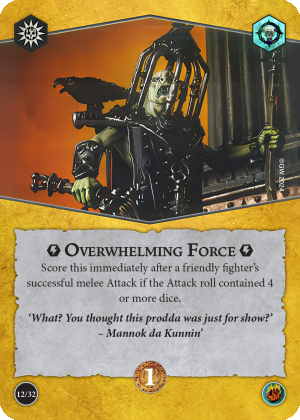 ©GW 2024
OVERWHELMING FORCE
Score this immediately after a friendly fighter's
successful melee Attack if the Attack roll contained 4
or more dice.
‘What? You thought this prodda was just for show?’
– Mannok da Kunnin’
1
12/32